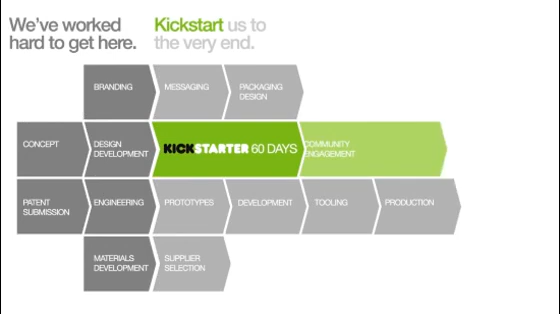 We've worked
hard to get here.
Kickstart us to
the very end.
BRANDING
MESSAGING
PACKAGING
DESIGN
CONCEPT
DESIGN
DEVELOPMENT
KICKSTARTER 60 DAYS
COMMUNITY
ENGAGEMENT
PATENT
SUBMISSION
ENGINEERING
PROTOTYPES
DEVELOPMENT
TOOLING
PRODUCTION
MATERIALS
DEVELOPMENT
SUPPLIER
SELECTION